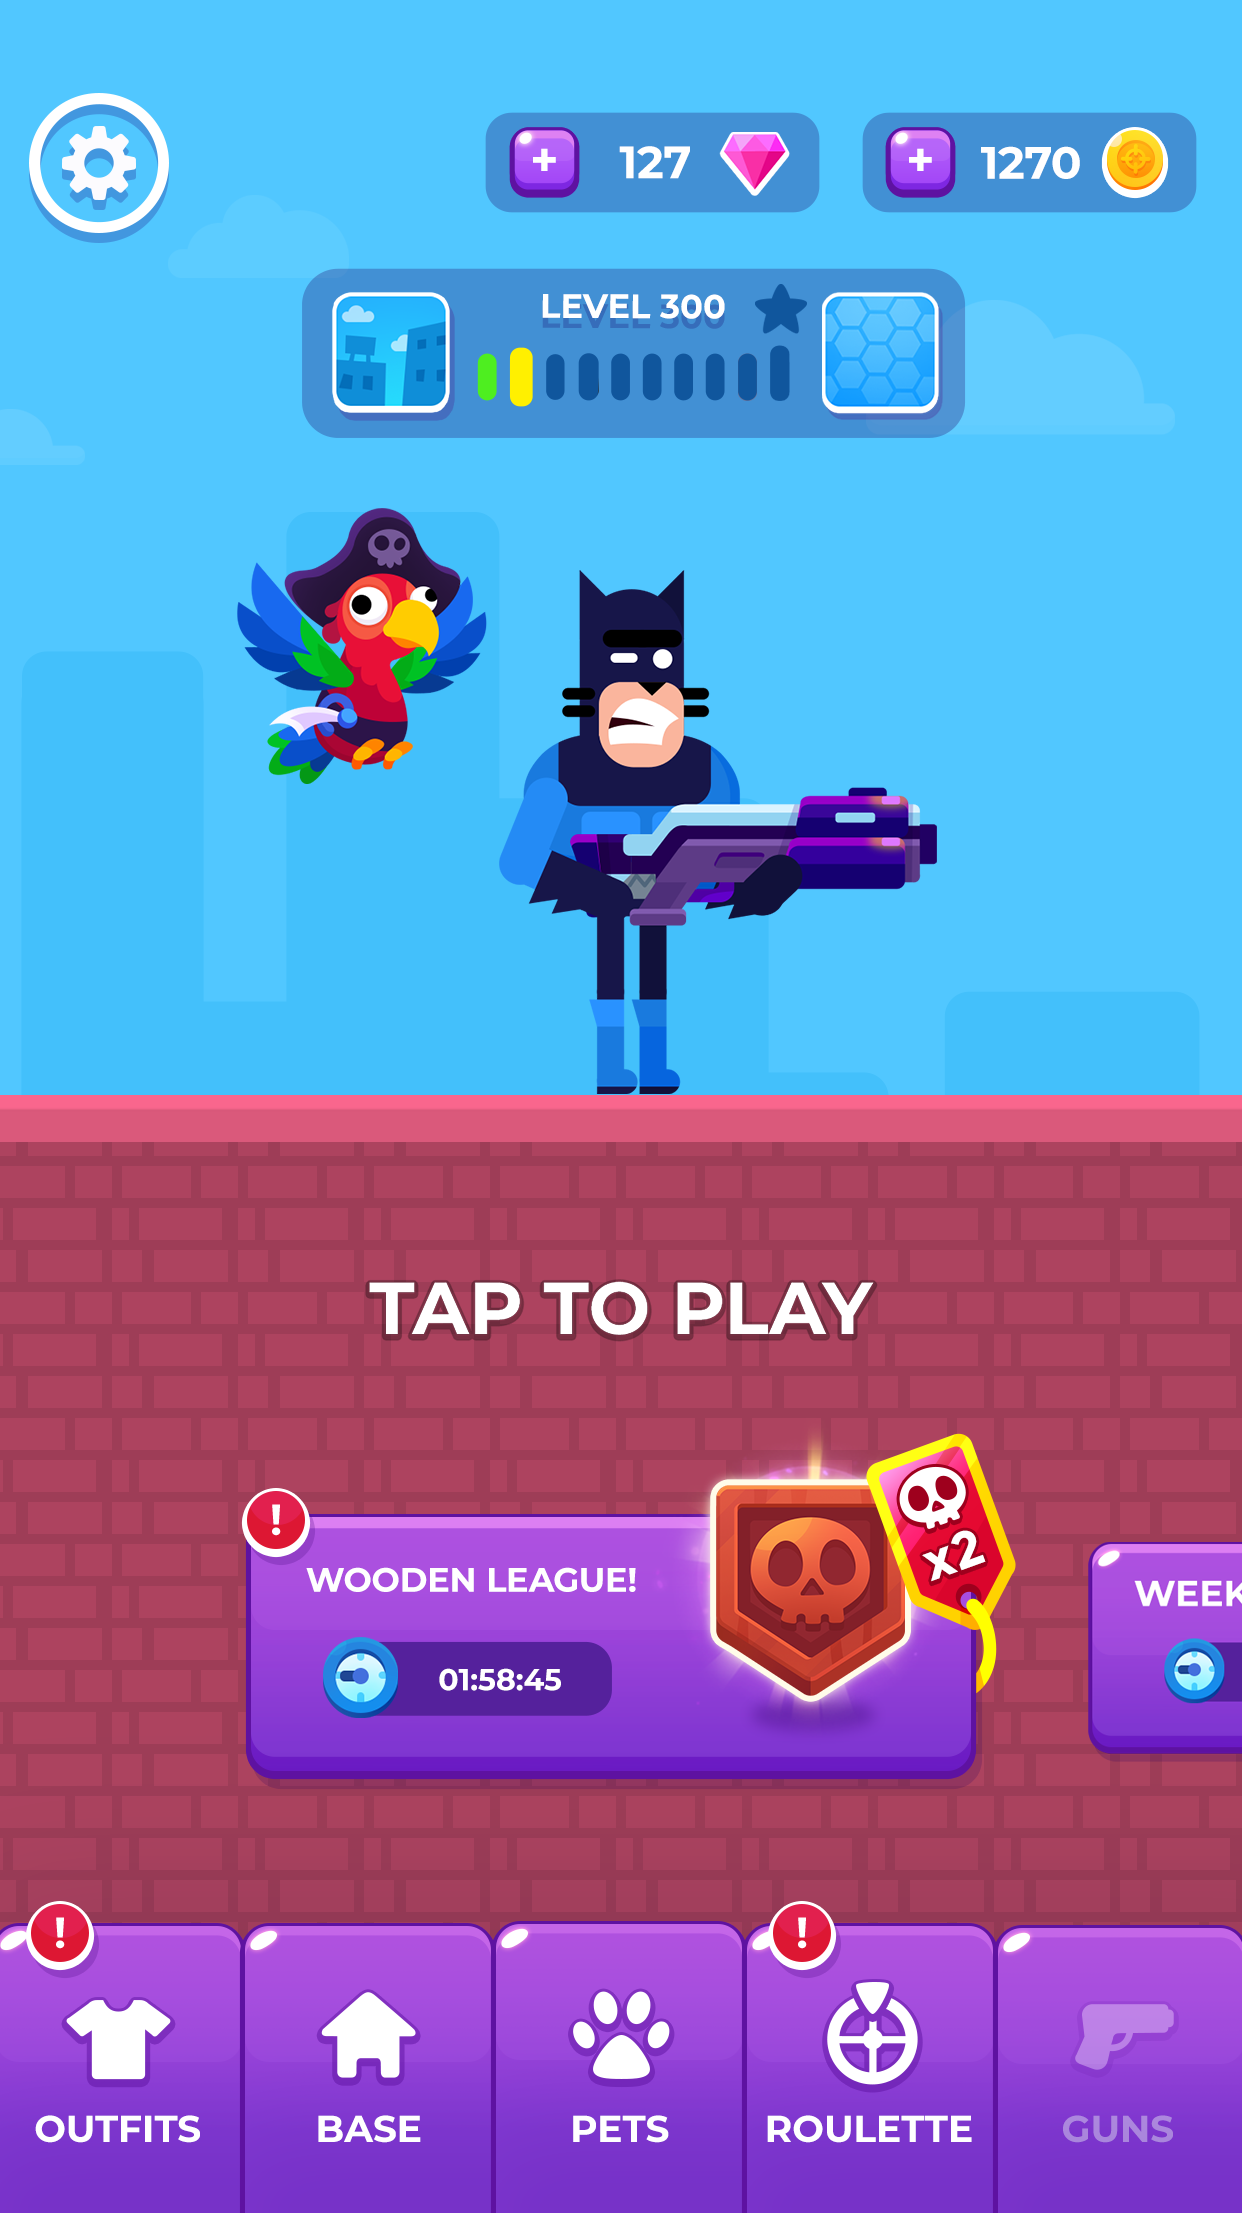 127
1270
LEVEL 300
TAP TO PLAY
x2
WOODEN LEAGUE!
WEEK
01:58:45
OUTFITS
BASE
PETS
ROULETTE
GUNS